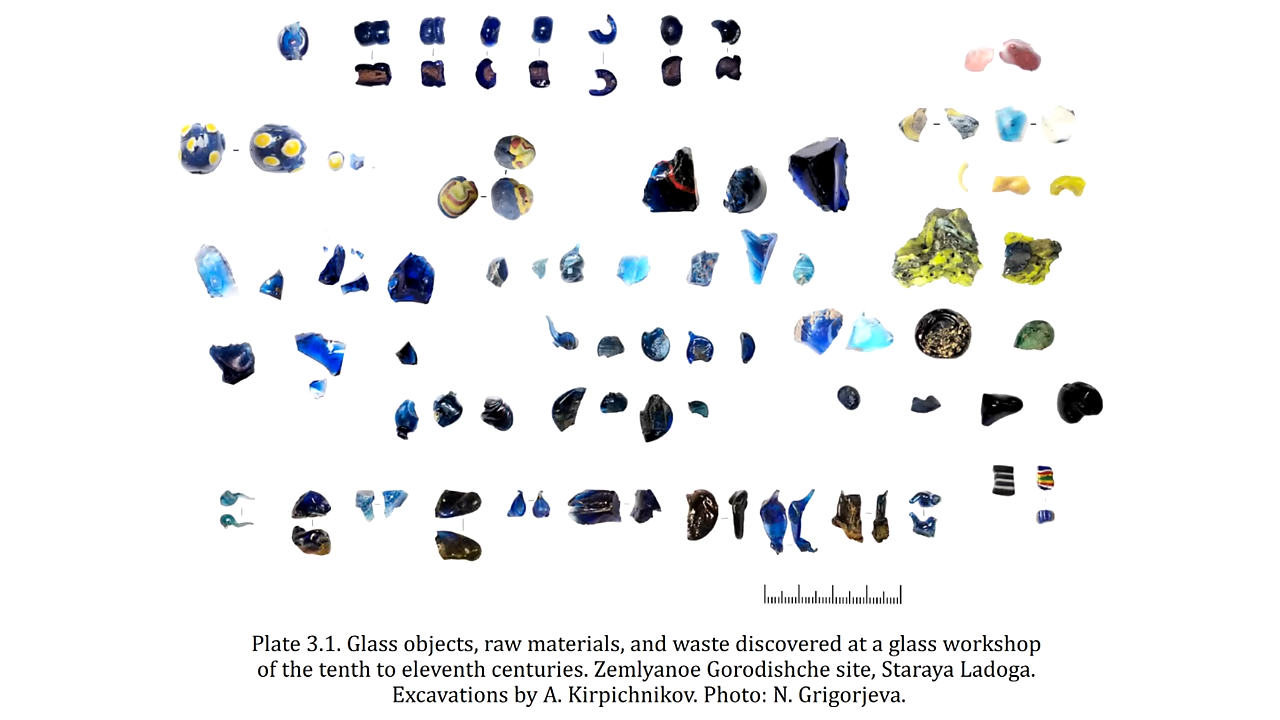 Plate 3.1. Glass objects, raw materials, and waste discovered at a glass workshop
of the tenth to eleventh centuries. Zemlyanoe Gorodishche site, Staraya Ladoga.
Excavations by A. Kirpichnikov. Photo: N. Grigorjeva.